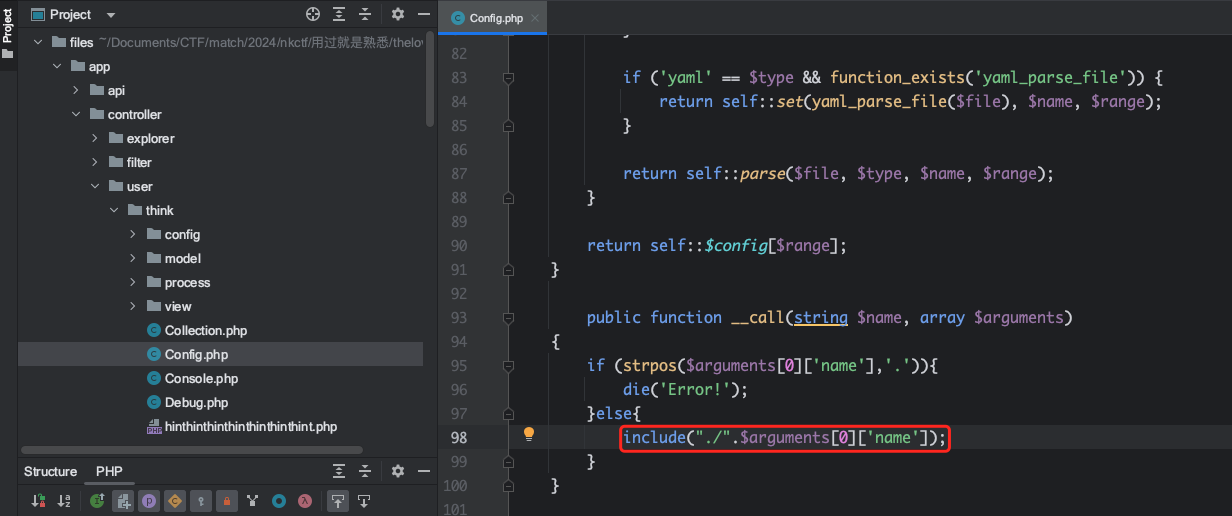 Project
Project
files ~/Documents/CTF/match/2024/nkctf/用过就是熟悉/thelov
app
api
controller
explorer
filter
user
think
config
model
process
view
Collection.php
Config.php
Console.php
Debug.php
hinthinthinthinthinthinthint.php
Structure PHP
Config.php
82 }
83 if ('yaml' == $type && function_exists('yaml_parse_file')) {
84 return self::set(yaml_parse_file($file), $name, $range);
85 }
86
87 return self::parse($file, $type, $name, $range);
88 }
89
90 return self::$config[$range];
91 }
92
93 public function __call(string $name, array $arguments)
94 {
95 if (strpos($arguments[0]['name'],'.')){
96 die('Error!');
97 }else{
98 include("./".$arguments[0]['name']);
99 }
100 }
101